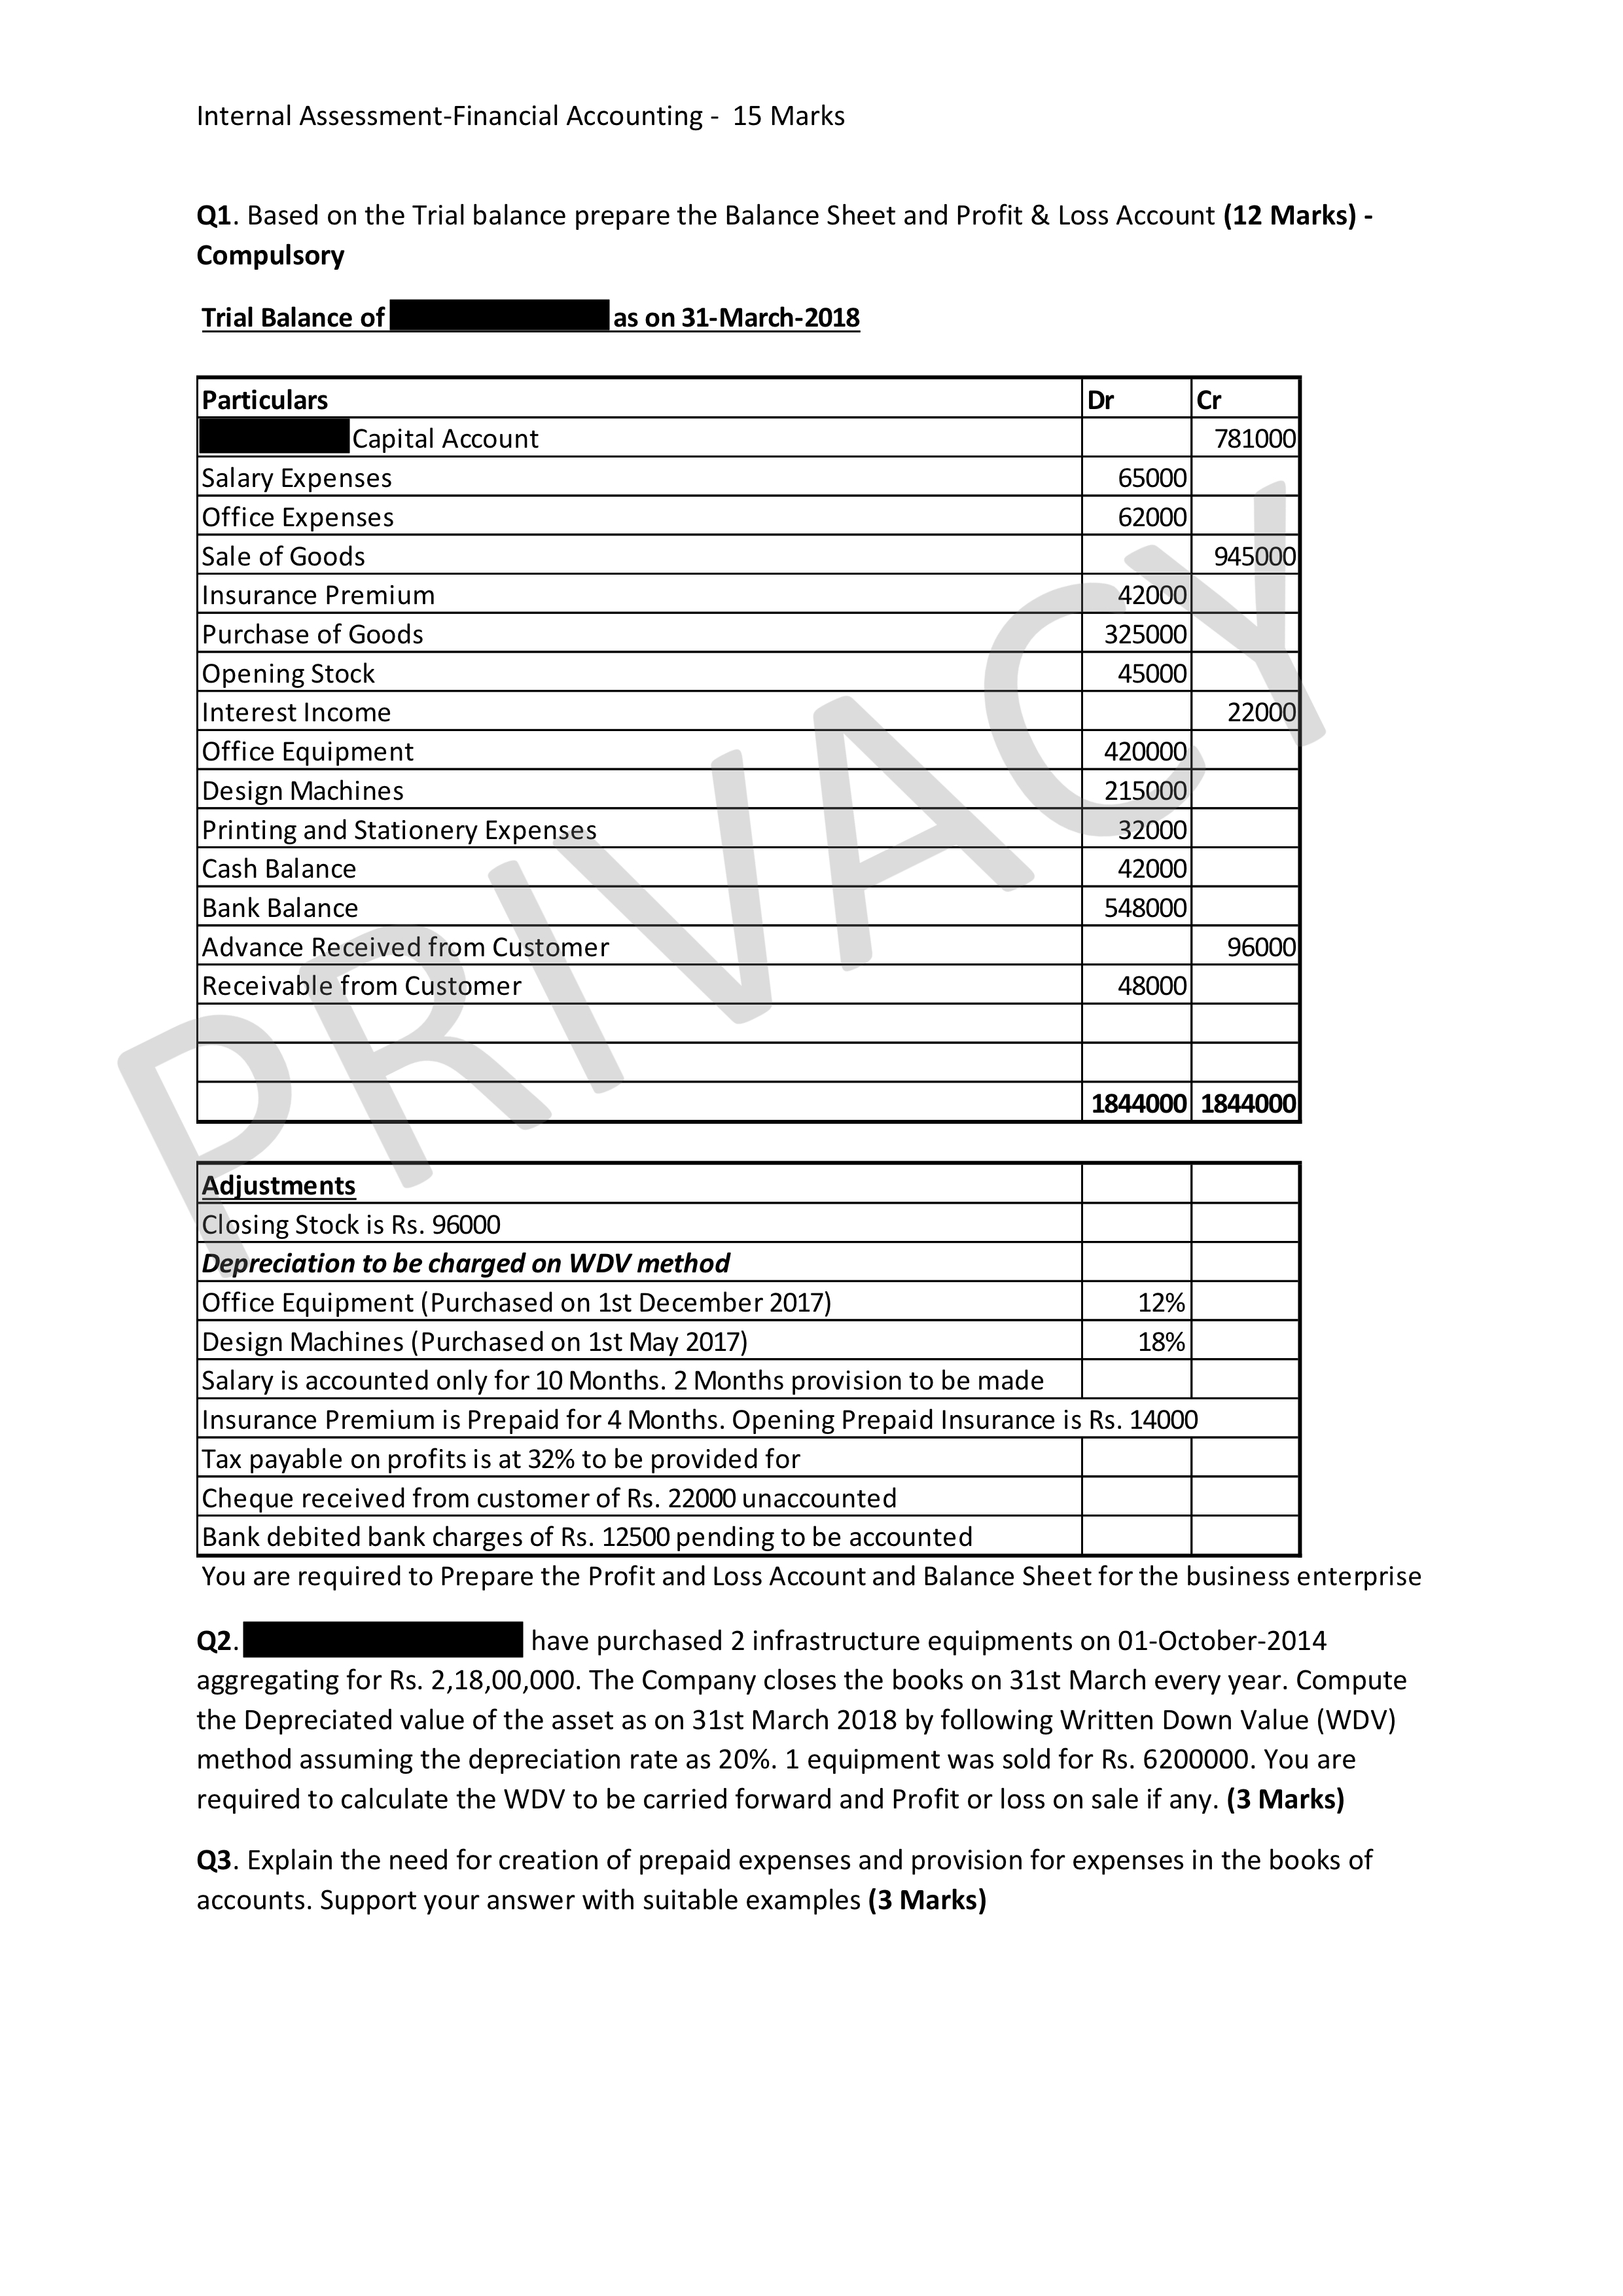 Internal Assessment-Financial Accounting - 15 Marks
Q1. Based on the Trial balance prepare the Balance Sheet and Profit & Loss Account (12 Marks) -
Compulsory
Trial Balance of as on 31-March-2018
Particulars Dr Cr
Capital Account 781000
Salary Expenses 65000
Office Expenses 62000
Sale of Goods 945000
Insurance Premium 42000
Purchase of Goods 325000
Opening Stock 45000
Interest Income 22000
Office Equipment 420000
Design Machines 215000
Printing and Stationery Expenses 32000
Cash Balance 42000
Bank Balance 548000
Advance Received from Customer 96000
Receivable from Customer 48000
1844000 1844000
Adjustments
Closing Stock is Rs. 96000
Depreciation to be charged on WDV method
Office Equipment (Purchased on 1st December 2017) 12%
Design Machines (Purchased on 1st May 2017) 18%
Salary is accounted only for 10 Months. 2 Months provision to be made
Insurance Premium is Prepaid for 4 Months. Opening Prepaid Insurance is Rs. 14000
Tax payable on profits is at 32% to be provided for
Cheque received from customer of Rs. 22000 unaccounted
Bank debited bank charges of Rs. 12500 pending to be accounted
You are required to Prepare the Profit and Loss Account and Balance Sheet for the business enterprise
Q2. have purchased 2 infrastructure equipments on 01-October-2014
aggregating for Rs. 2,18,00,000. The Company closes the books on 31st March every year. Compute
the Depreciated value of the asset as on 31st March 2018 by following Written Down Value (WDV)
method assuming the depreciation rate as 20%. 1 equipment was sold for Rs. 6200000. You are
required to calculate the WDV to be carried forward and Profit or loss on sale if any. (3 Marks)
Q3. Explain the need for creation of prepaid expenses and provision for expenses in the books of
accounts. Support your answer with suitable examples (3 Marks)
PRIVACY